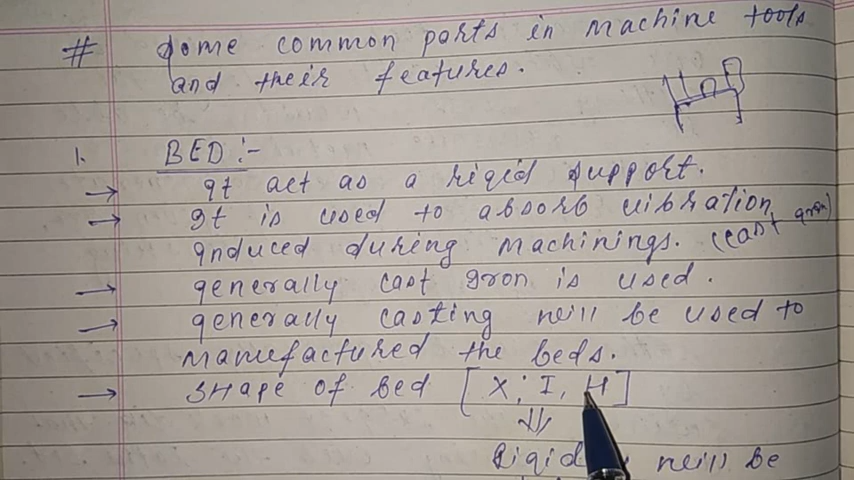 # Some common parts in machine tools
and their features.
1. BED :-
→ It act as a rigid support.
→ It is used to absorb vibration
Induced during machinings. (cast Iron)
→ generally cast Iron is used.
→ generally casting will be used to
manufactured the beds.
→ Shape of bed [X, I, H]
will be